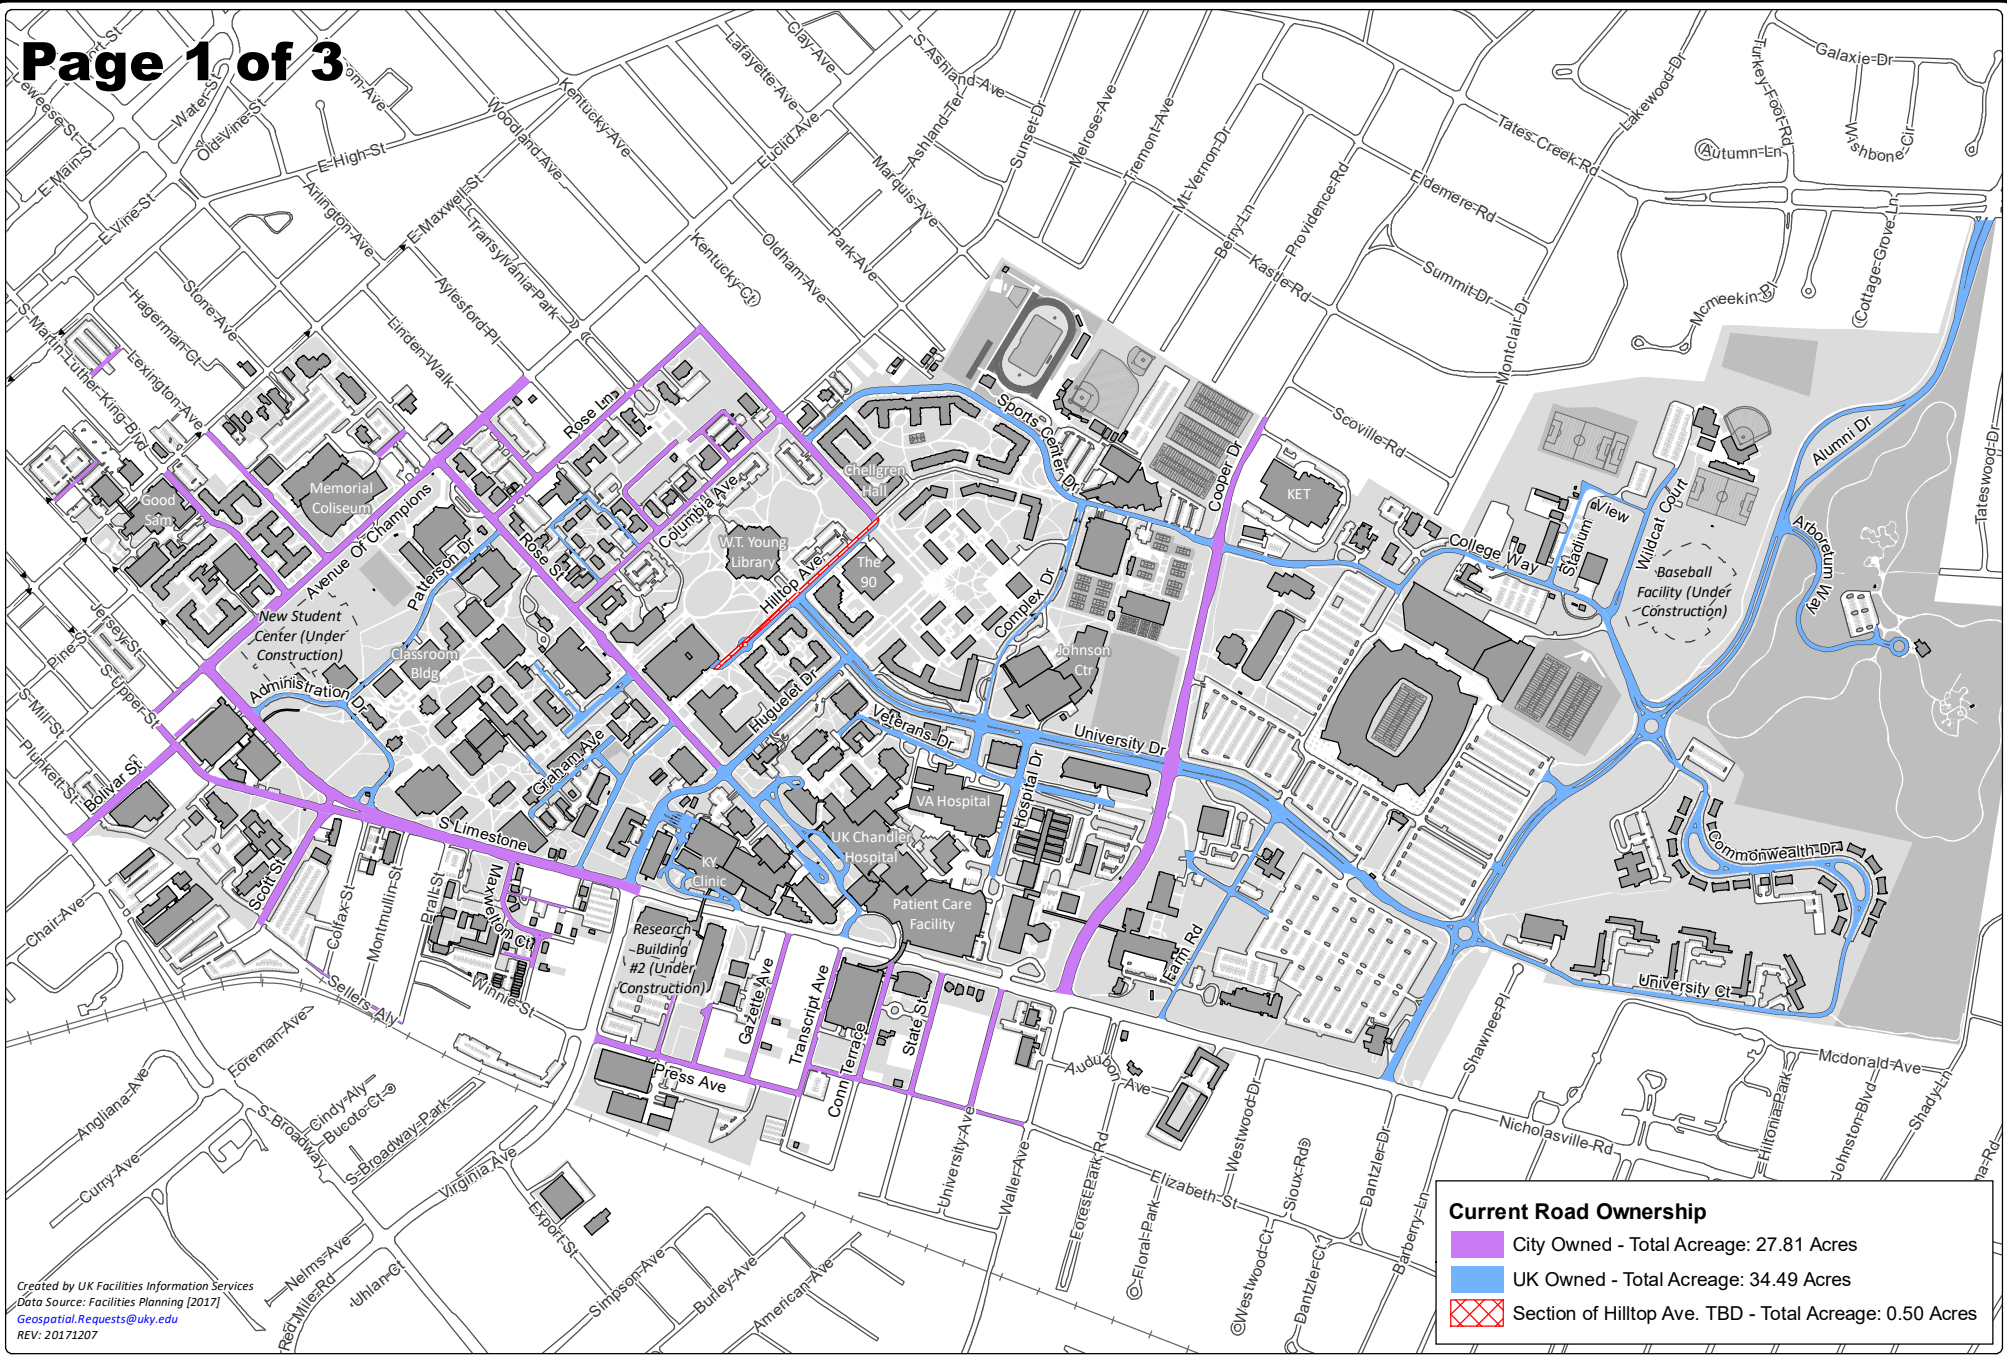 Page 1 of 3
Clay-Ave
Lafayette-Ave
S-Ashland-Ave
Galaxie-Dr
Turkey-Foot-Rd
Lakewood-Dr
Wishbone-Cir
Water-St
Old-Vine-St
Woodland-Ave
Kentucky-Ave
Euclid-Ave
Ashland-Ter
Sunset-Dr
Melrose-Ave
Tremont-Ave
Tates-Creek-Rd
Autumn-Ln
E-Main-St
E-High-St
Marquis-Ave
Mt-Vernon-Dr
Providence-Rd
Eldemere-Rd
E-Vine-St
Arlington-Ave
E-Maxwell-St
Transylvania-Park
Kentucky-Ct
Oldham-Ave
Park-Ave
Berry-Ln
Kastle-Rd
Summit-Dr
Mcmeekin-Pl
Cottage-Grove-Ln
Stone-Ave
Hagerman-Ct
Aylesford-Pl
Linden-Walk
Montclair-Dr
S-Martin-Luther-King-Blvd
Lexington-Ave
Rose Ln
Sports Center Dr
Scoville-Rd
Alumni Dr
Tateswood-Dr
Memorial
Coliseum
Good
Sam
Chellgren
Hall
Cooper Dr
KET
Avenue Of Champions
Columbia Ave
W.T. Young
Library
View
Stadium
Wildcat Court
College Way
Arboretum Way
Patterson Dr
Rose St
Hilltop Ave
The
90
Complex Dr
Baseball
Facility (Under
Construction)
Jersey-St
Pine-St
S-Upper-St
New Student
Center (Under
Construction)
Classroom
Bldg
Johnson
Ctr
S-Mill-St
Plunkett-St
Administration Dr
Huguelet Dr
Veterans-Dr
University Dr
Bolivar St
Graham Ave
VA Hospital
Hospital Dr
S Limestone
UK Chandler
Hospital
KY
Clinic
Commonwealth Dr
Scott St
Maxwelton Ct
Patient Care
Facility
Chair-Ave
Colfax-St
Montmullin-St
Prall-St
Research
Building
#2 (Under
Construction)
Farm Rd
Winnie-St
Sellers-Aly
Gazette Ave
Transcript Ave
Conn Terrace
State St
University Ct
Shawnee-Pl
Foreman-Ave
Press Ave
Audubon-Ave
Mcdonald-Ave
Angliana-Ave
S-Broadway
Cindy-Aly
Bucoto-Ct
S-Broadway-Park
University-Ave
Waller-Ave
Forest-Park-Rd
Westwood-Dr
Nicholasville-Rd
Hiltonia-Park
Johnston-Blvd
Shady-Ln
Curry-Ave
Virginia-Ave
Export-St
Elizabeth-St
Floral-Park
Sioux-Rd
Dantzler-Dr
Barberry-Ln
Nelms-Ave
Red-Mile-Rd
Uhlan-Ct
Simpson-Ave
Burley-Ave
American-Ave
Westwood-Ct
Dantzler-Ct
Current Road Ownership
City Owned - Total Acreage: 27.81 Acres
UK Owned - Total Acreage: 34.49 Acres
Section of Hilltop Ave. TBD - Total Acreage: 0.50 Acres
Created by UK Facilities Information Services
Data Source: Facilities Planning [2017]
Geospatial.Requests@uky.edu
REV: 20171207